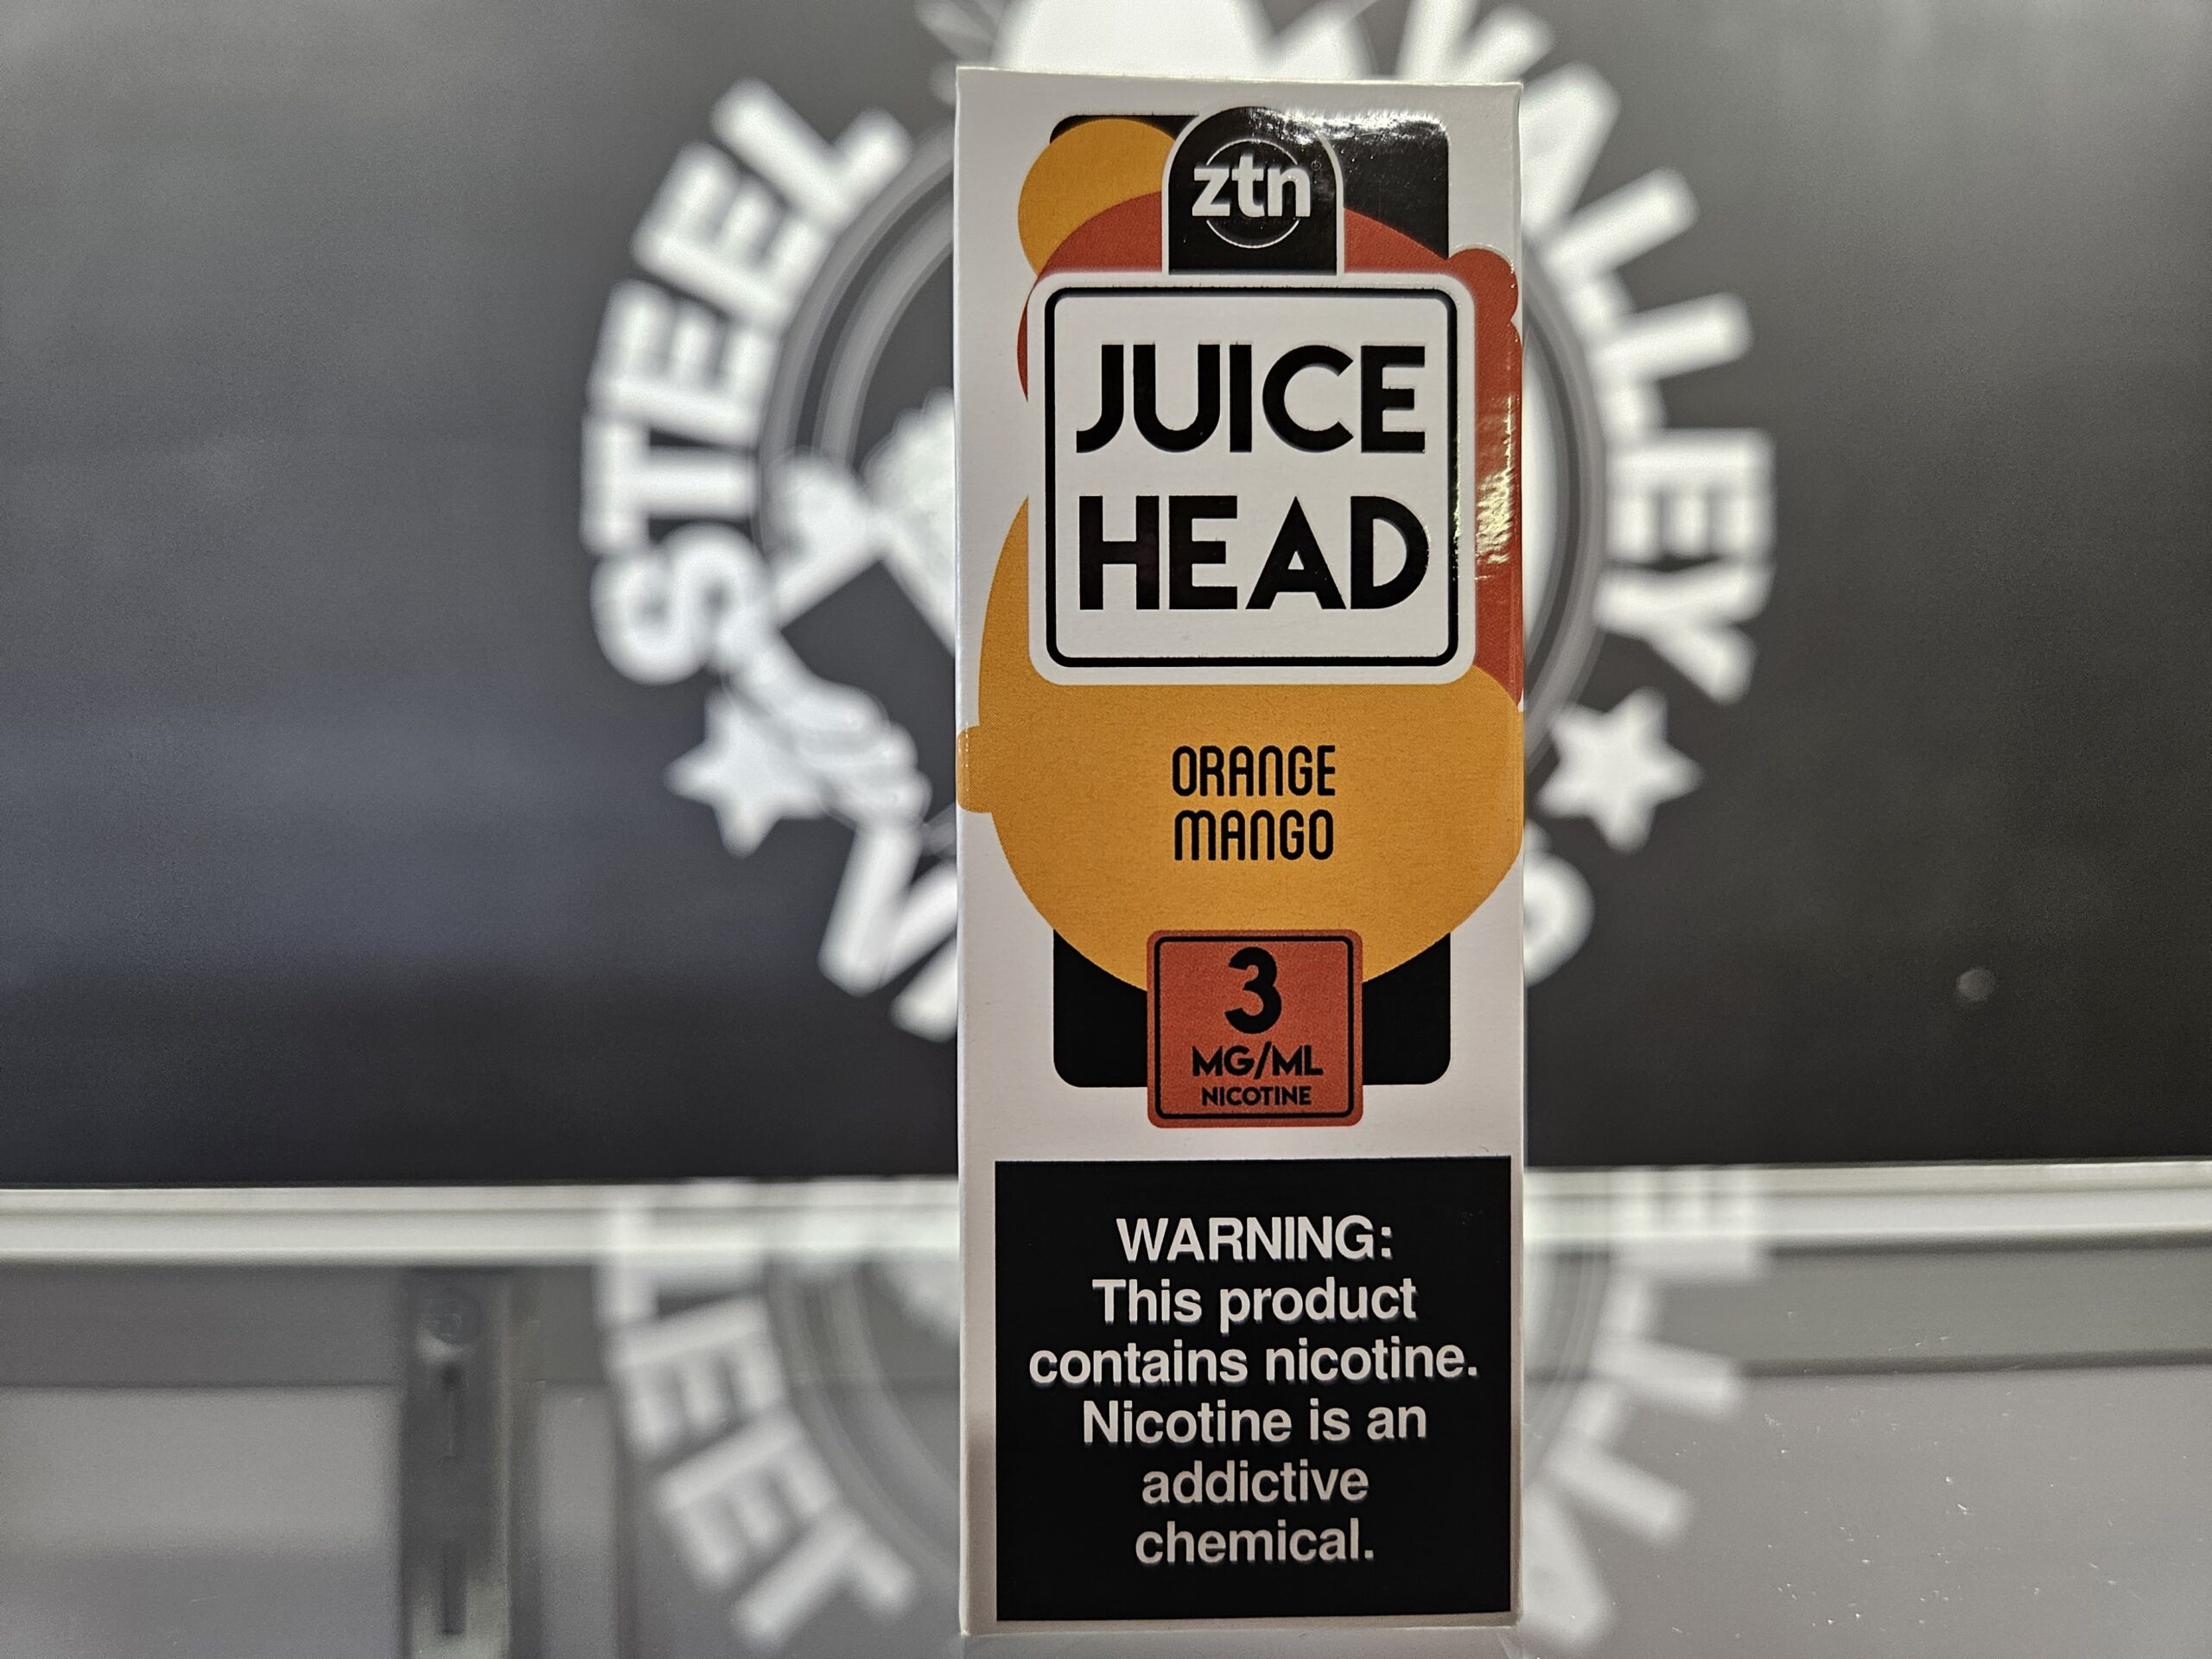 STEEL
VALLEY
ztn
JUICE
HEAD
ORANGE
MANGO
3
MG/ML
NICOTINE
WARNING:
This product
contains nicotine.
Nicotine is an
addictive
chemical.